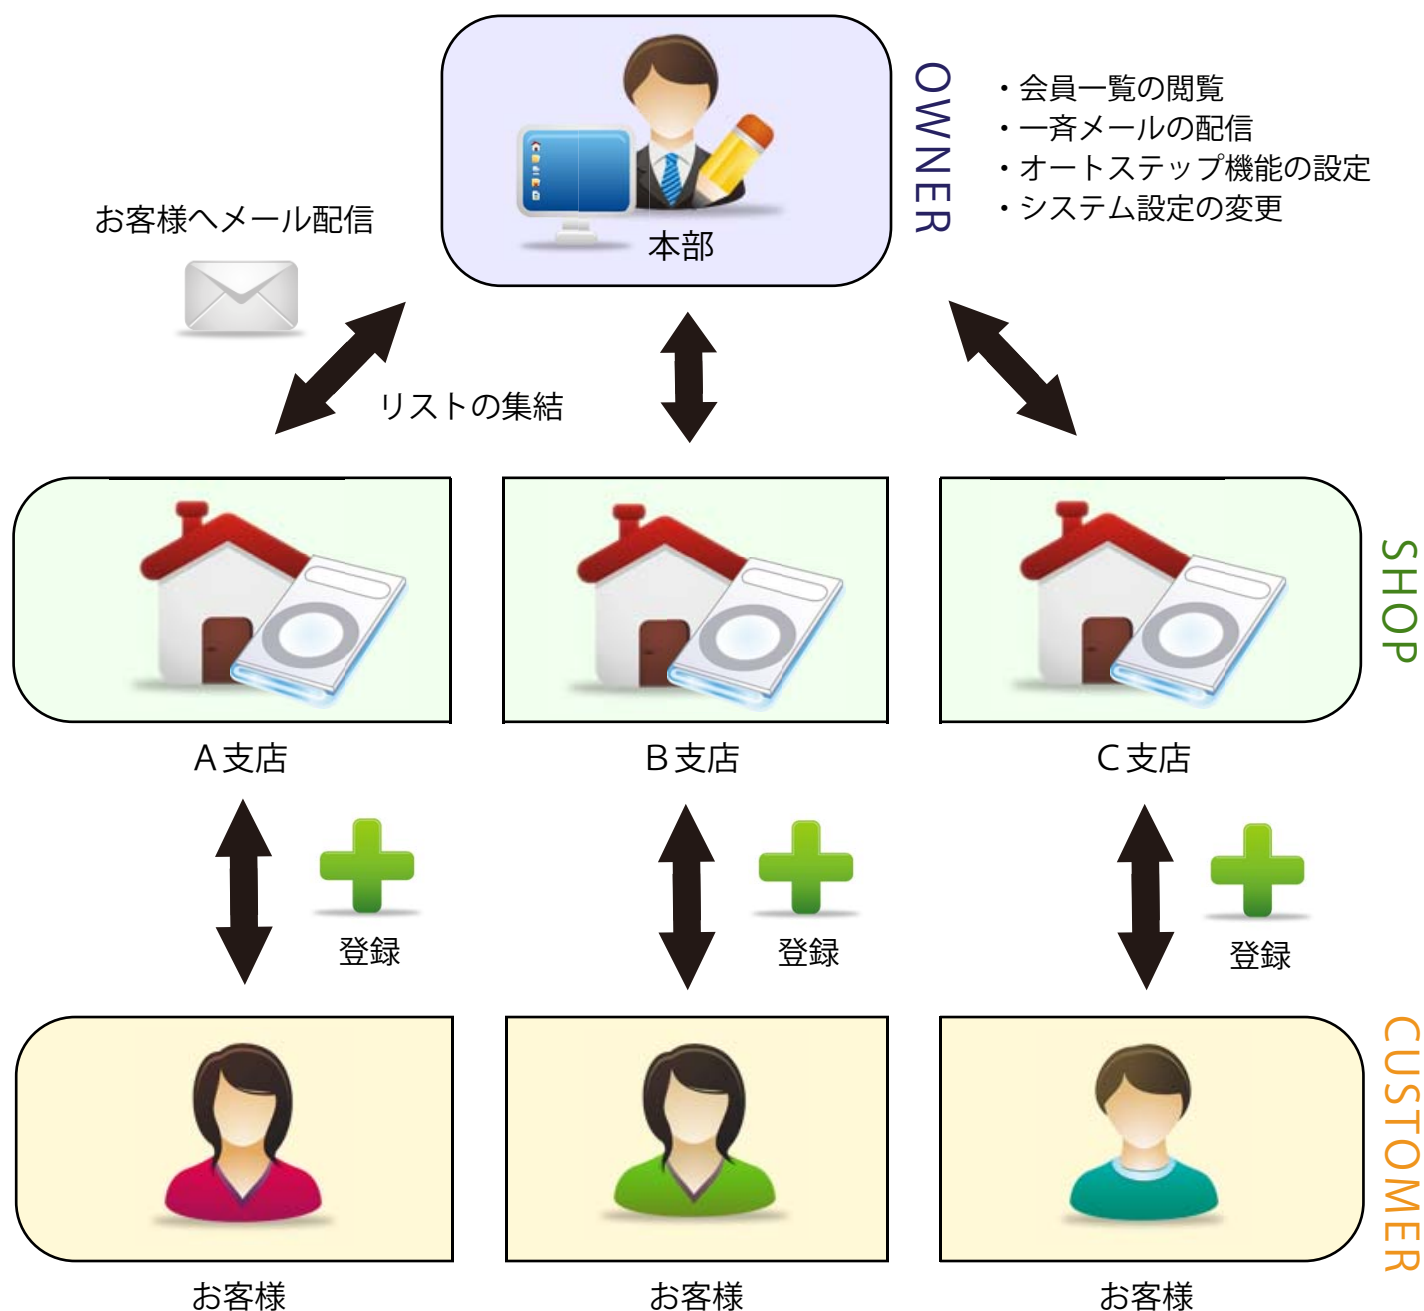 OWNER
・会員一覧の閲覧
・一斉メールの配信
・オートステップ機能の設定
・システム設定の変更
本部
お客様へメール配信
リストの集結
SHOP
A支店
B支店
C支店
登録
登録
登録
CUSTOMER
お客様
お客様
お客様